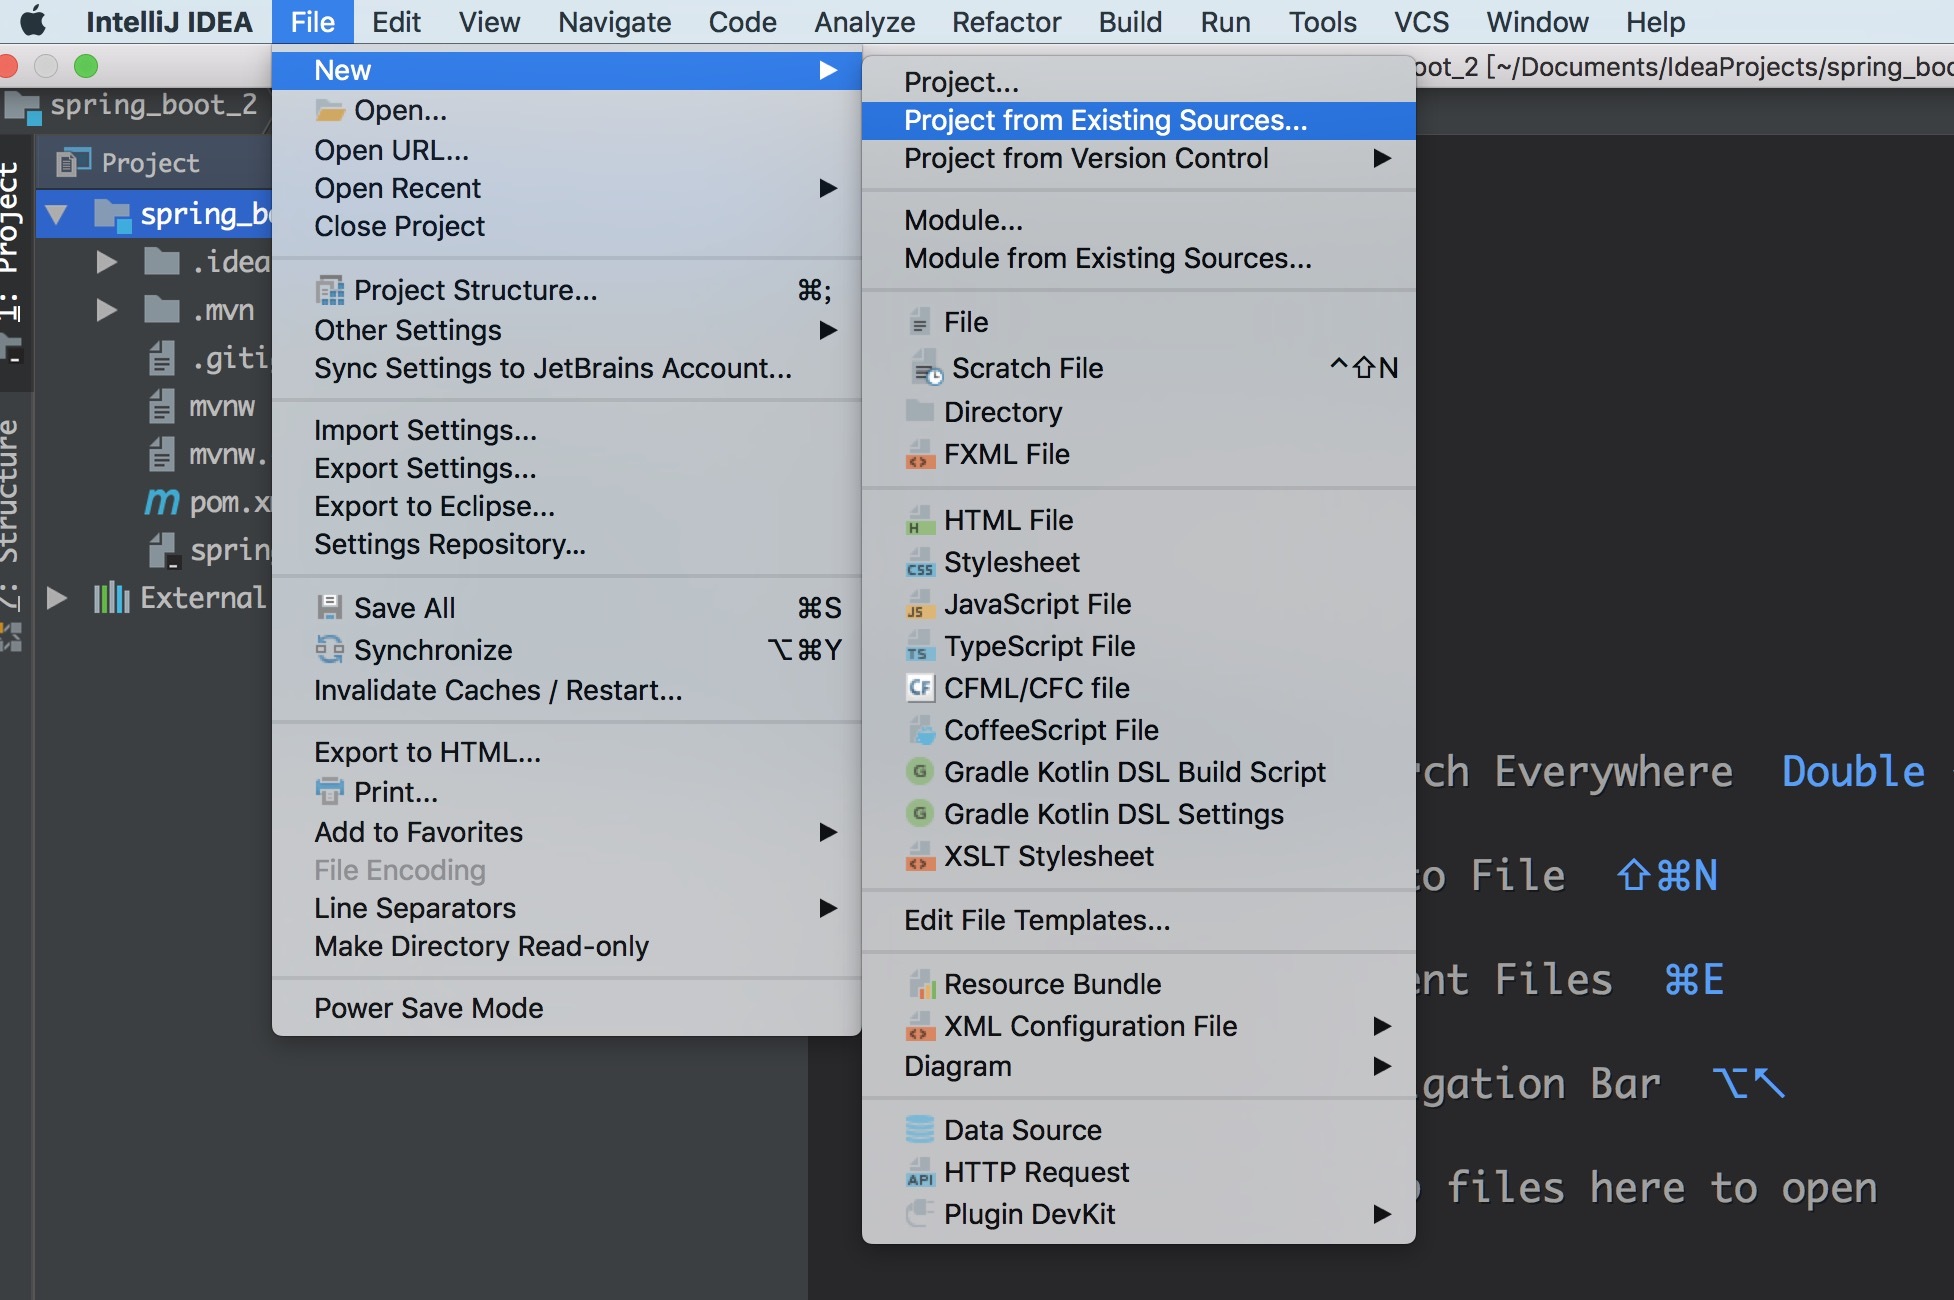 IntelliJ IDEA File Edit View Navigate Code Analyze Refactor Build Run Tools VCS Window Help
[~/Documents/IdeaProjects/spring_boo
spring_boot_2
Project
1: Project
7: Structure
spring_bo
.idea
.mvn
.giti
mvnw
mvnw.
pom.x
spring
External
New
Open...
Open URL...
Open Recent
Close Project
Project Structure... ⌘;
Other Settings
Sync Settings to JetBrains Account...
Import Settings...
Export Settings...
Export to Eclipse...
Settings Repository...
Save All ⌘S
Synchronize ⌥⌘Y
Invalidate Caches / Restart...
Export to HTML...
Print...
Add to Favorites
File Encoding
Line Separators
Make Directory Read-only
Power Save Mode
Project...
Project from Existing Sources...
Project from Version Control
Module...
Module from Existing Sources...
File
Scratch File ^⇧N
Directory
FXML File
HTML File
Stylesheet
JavaScript File
TypeScript File
CFML/CFC file
CoffeeScript File
Gradle Kotlin DSL Build Script
Gradle Kotlin DSL Settings
XSLT Stylesheet
Edit File Templates...
Resource Bundle
XML Configuration File
Diagram
Data Source
HTTP Request
Plugin DevKit
rch Everywhere Double
to File ⇧⌘N
ent Files ⌘E
igation Bar ⌥↖
files here to open